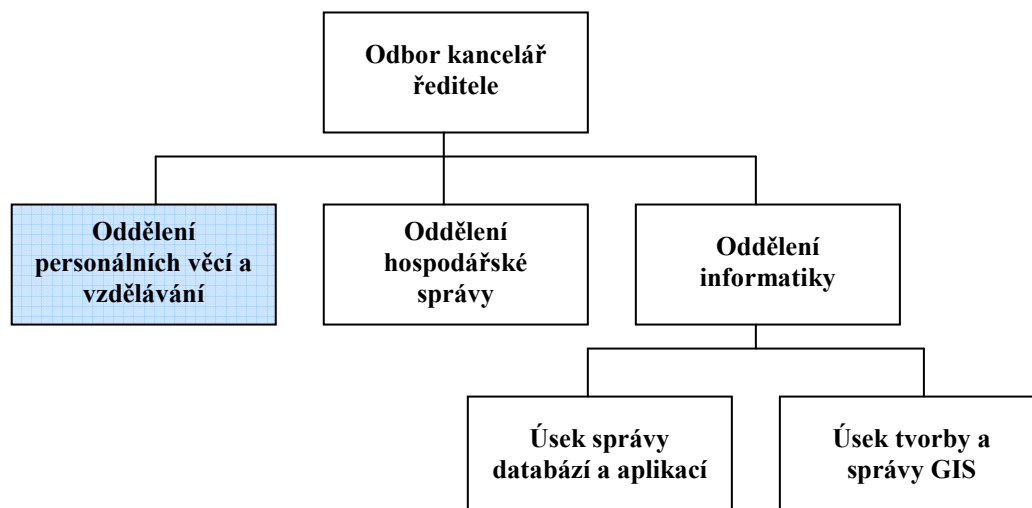 Odbor kancelář
ředitele
Oddělení
personálních věcí a
vzdělávání
Oddělení
hospodářské
správy
Oddělení
informatiky
Úsek správy
databází a aplikací
Úsek tvorby a
správy GIS